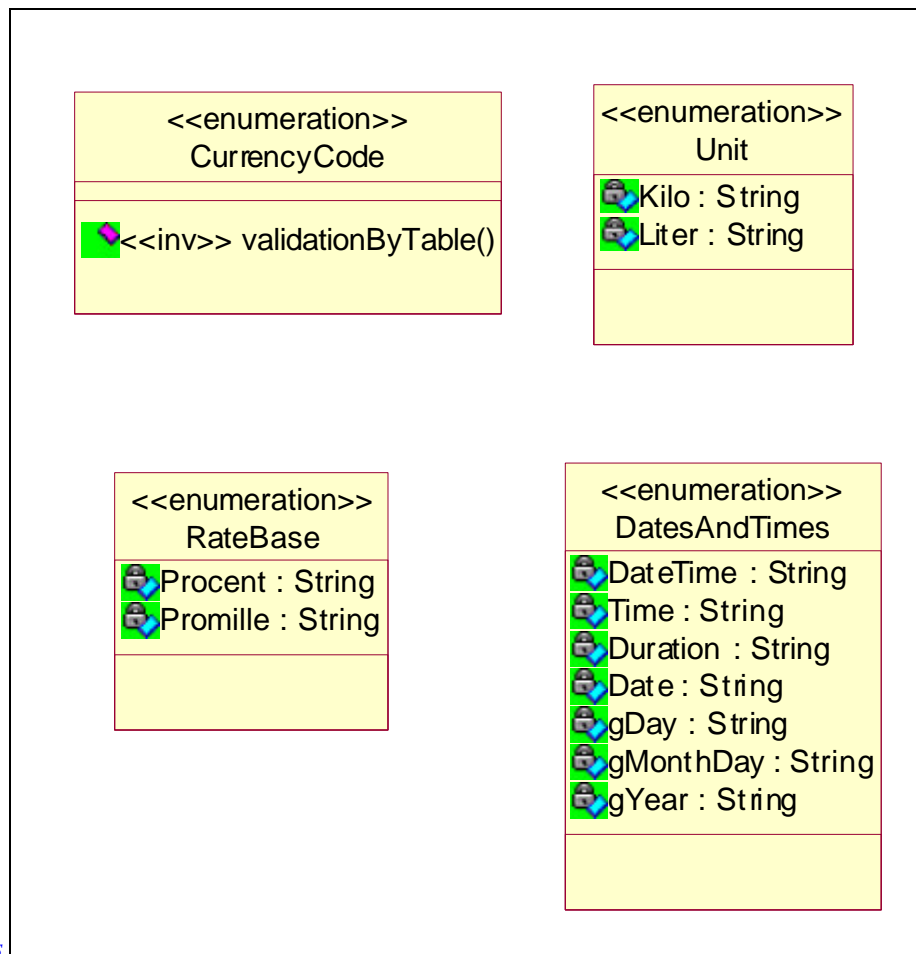 <<enumeration>>
CurrencyCode
<<inv>> validationByTable()
<<enumeration>>
Unit
Kilo : String
Liter : String
<<enumeration>>
RateBase
Procent : String
Promille : String
<<enumeration>>
DatesAndTimes
DateTime : String
Time : String
Duration : String
Date : String
gDay : String
gMonthDay : String
gYear : String